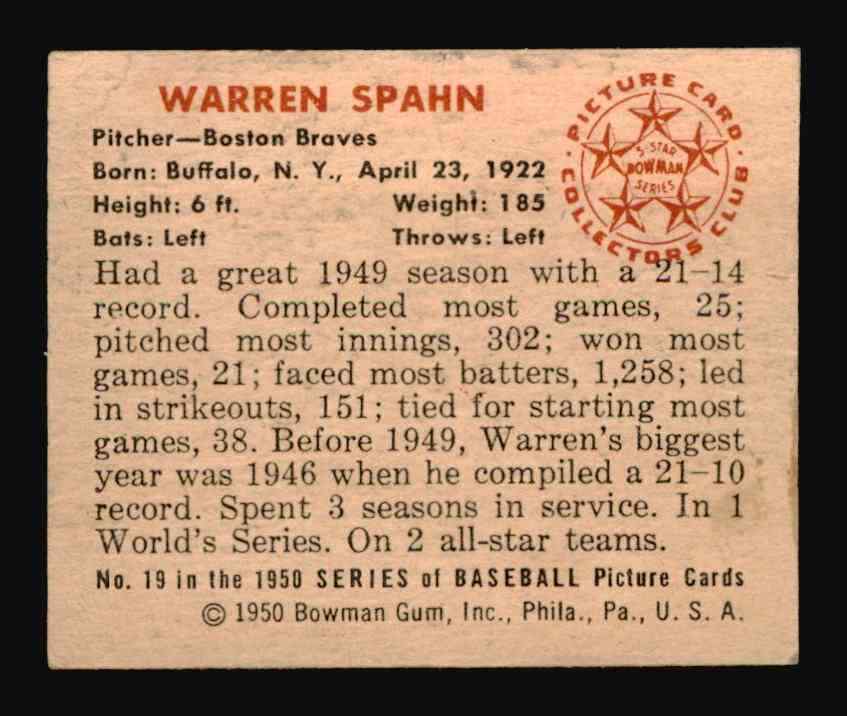 WARREN SPAHN
Pitcher—Boston Braves
Born: Buffalo, N. Y., April 23, 1922
Height: 6 ft. Weight: 185
Bats: Left Throws: Left
PICTURE CARD
COLLECTORS CLUB
5-STAR
BOWMAN
SERIES
Had a great 1949 season with a 21–14
record. Completed most games, 25;
pitched most innings, 302; won most
games, 21; faced most batters, 1,258; led
in strikeouts, 151; tied for starting most
games, 38. Before 1949, Warren's biggest
year was 1946 when he compiled a 21–10
record. Spent 3 seasons in service. In 1
World's Series. On 2 all-star teams.
No. 19 in the 1950 SERIES of BASEBALL Picture Cards
© 1950 Bowman Gum, Inc., Phila., Pa., U. S. A.